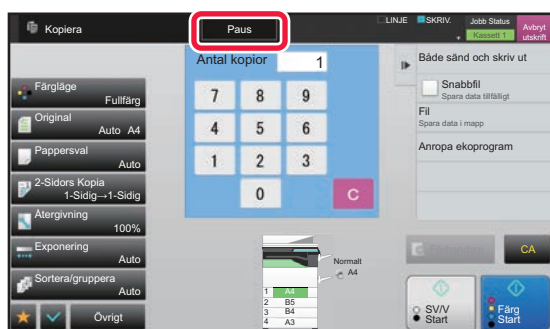 Kopiera
Paus
LINJE
SKRIV.
Jobb Status
Kassett 1
Avbryt
utskrift
Antal kopior
1
7 8 9
4 5 6
1 2 3
0 C
Färgläge
Fullfärg
Original
Auto A4
Pappersval
Auto
2-Sidors Kopia
1-Sidig→1-Sidig
Återgivning
100%
Exponering
Auto
Sortera/gruppera
Auto
Övrigt
Både sänd och skriv ut
Snabbfil
Spara data tillfälligt
Fil
Spara data i mapp
Anropa ekoprogram
Normalt
A4
1 A4
2 B5
3 B4
4 A3
CA
SV/V
Start
Färg
Start